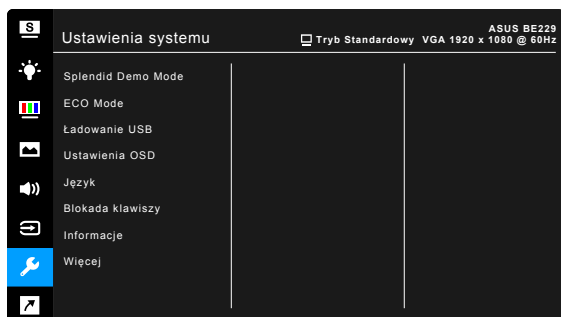 S
ASUS BE229
Ustawienia systemu
Tryb Standardowy VGA 1920 x 1080 @ 60Hz
Splendid Demo Mode
ECO Mode
Ładowanie USB
Ustawienia OSD
Język
Blokada klawiszy
Informacje
Więcej